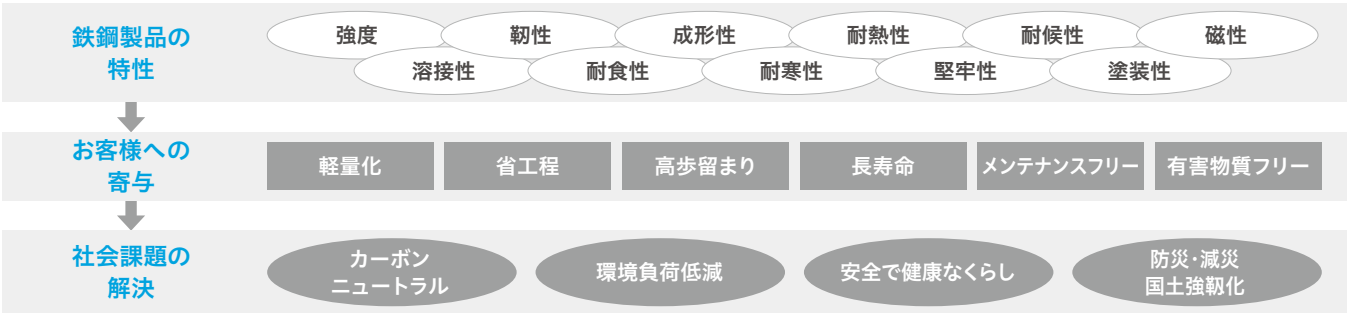 鉄鋼製品の
特性
強度
靭性
成形性
耐熱性
耐候性
磁性
溶接性
耐食性
耐寒性
堅牢性
塗装性
お客様への
寄与
軽量化
省工程
高歩留まり
長寿命
メンテナンスフリー
有害物質フリー
社会課題の
解決
カーボン
ニュートラル
環境負荷低減
安全で健康なくらし
防災・減災
国土強靱化